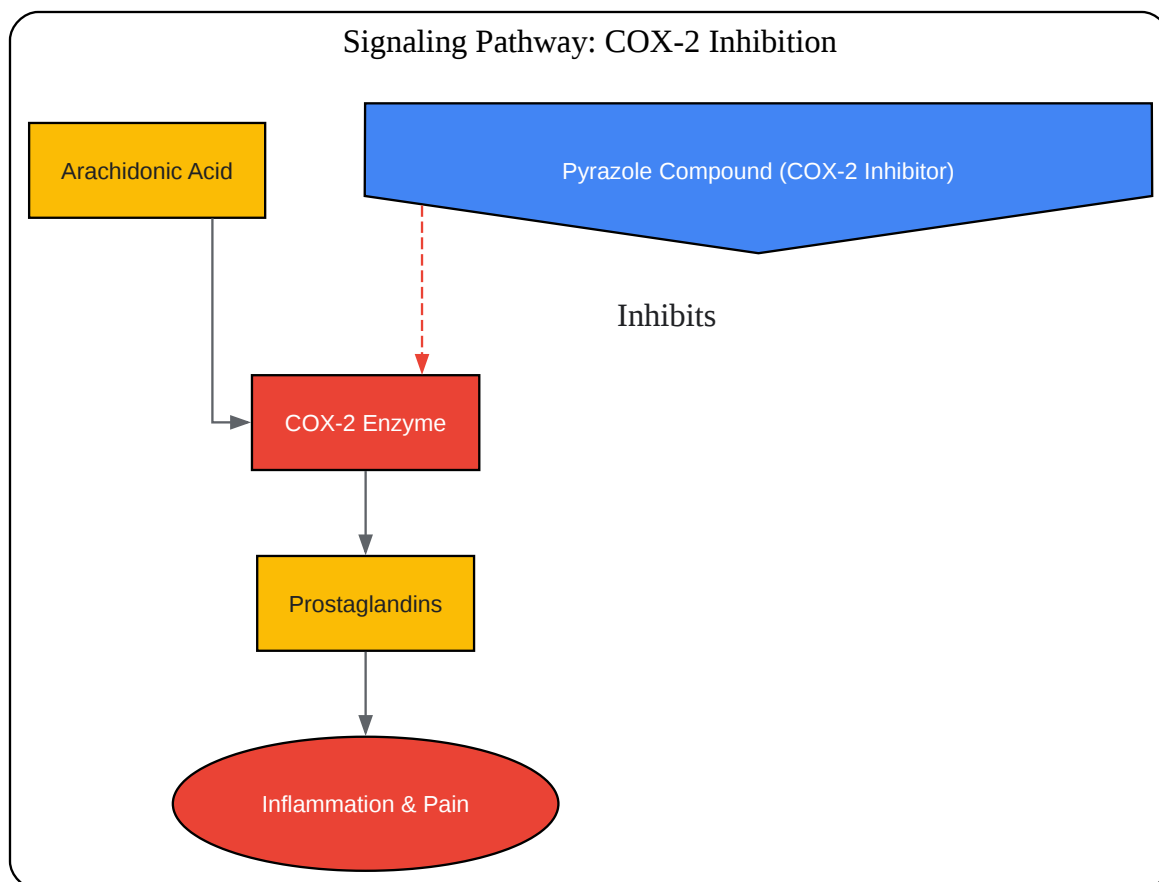 Signaling Pathway: COX-2 Inhibition
Arachidonic Acid
Pyrazole Compound (COX-2 Inhibitor)
Inhibits
COX-2 Enzyme
Prostaglandins
Inflammation & Pain